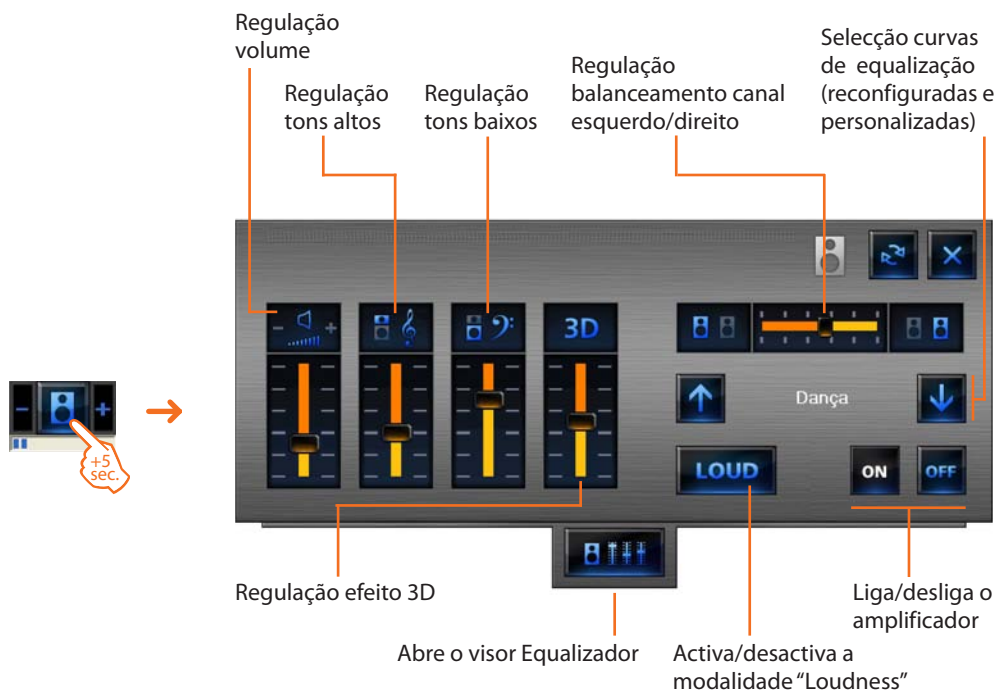 Regulação
volume
Regulação
tons altos
Regulação
tons baixos
Regulação
balanceamento canal
esquerdo/direito
Selecção curvas
de equalização
(reconfiguradas e
personalizadas)
- +
3D
Dança
- +
+5
sec.
LOUD
ON
OFF
Regulação efeito 3D
Abre o visor Equalizador
Activa/desactiva a
modalidade "Loudness"
Liga/desliga o
amplificador